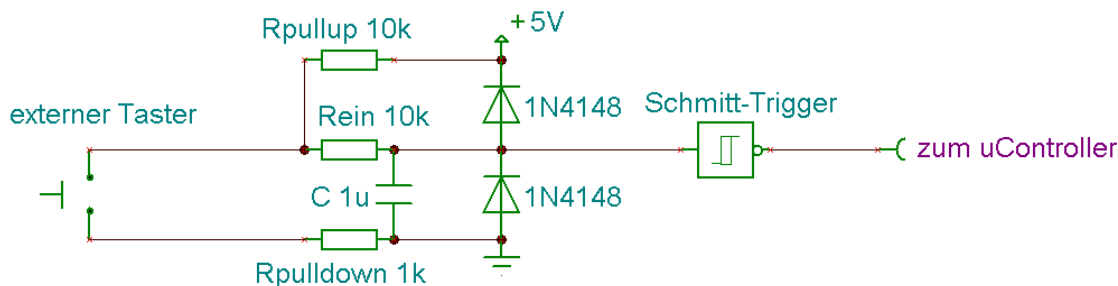 +5V
Rpullup 10k
externer Taster
Rein 10k
1N4148
Schmitt-Trigger
zum uController
C 1u
1N4148
Rpulldown 1k